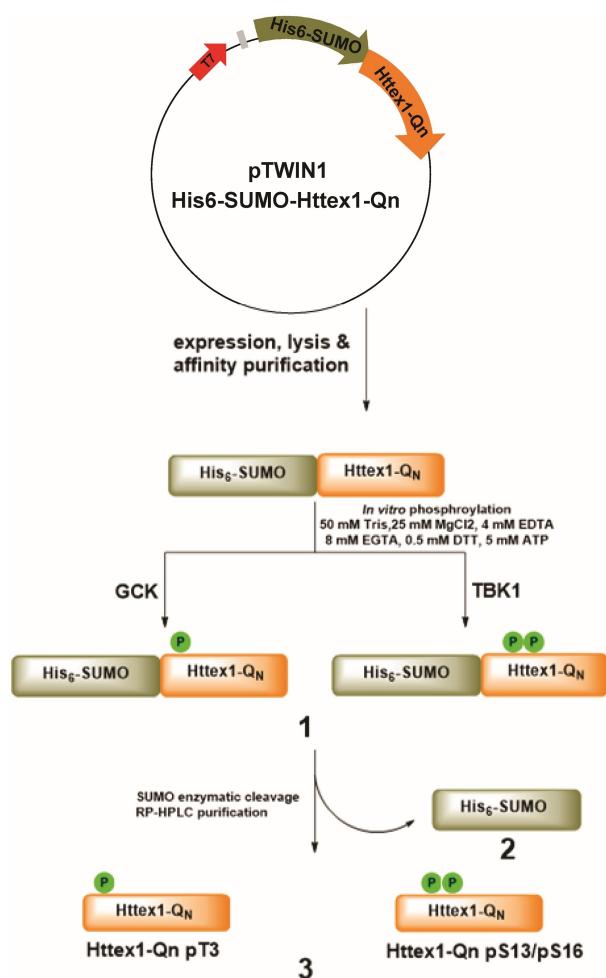 T7
His6-SUMO
Httex1-Qn
pTWIN1
His6-SUMO-Httex1-Qn
expression, lysis &
affinity purification
His6-SUMO
Httex1-QN
In vitro phosphroylation
50 mM Tris,25 mM MgCl2, 4 mM EDTA
8 mM EGTA, 0.5 mM DTT, 5 mM ATP
GCK
TBK1
P
P P
His6-SUMO
Httex1-QN
His6-SUMO
Httex1-QN
1
SUMO enzymatic cleavage
RP-HPLC purification
His6-SUMO
2
P
P P
Httex1-QN
Httex1-QN
Httex1-Qn pT3
Httex1-Qn pS13/pS16
3